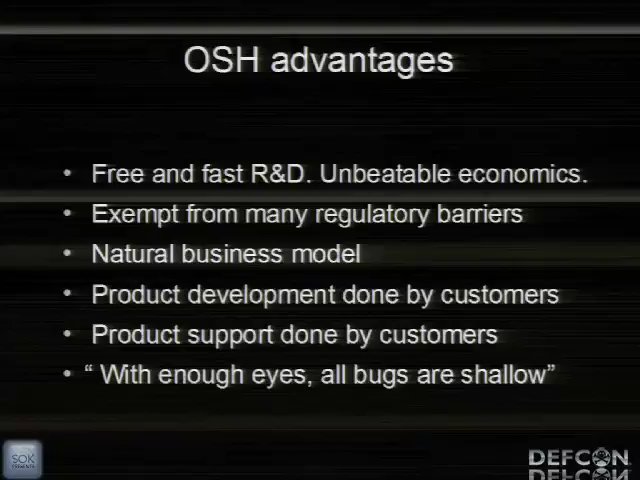 OSH advantages
• Free and fast R&D. Unbeatable economics.
• Exempt from many regulatory barriers
• Natural business model
• Product development done by customers
• Product support done by customers
• “ With enough eyes, all bugs are shallow”
SOK
PRESENTS
DEFCON